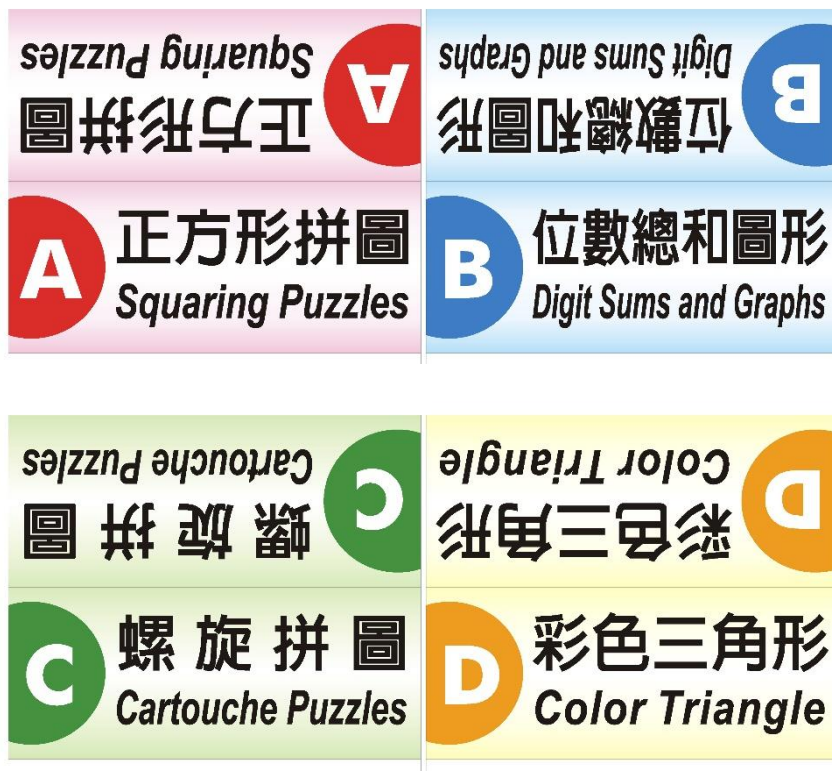 Squaring Puzzles
正方形拼圖
A
Digit Sums and Graphs
位數總和圖形
B
A
正方形拼圖
Squaring Puzzles
B
位數總和圖形
Digit Sums and Graphs
Cartouche Puzzles
螺旋拼圖
C
Color Triangle
彩色三角形
D
C
螺旋拼圖
Cartouche Puzzles
D
彩色三角形
Color Triangle